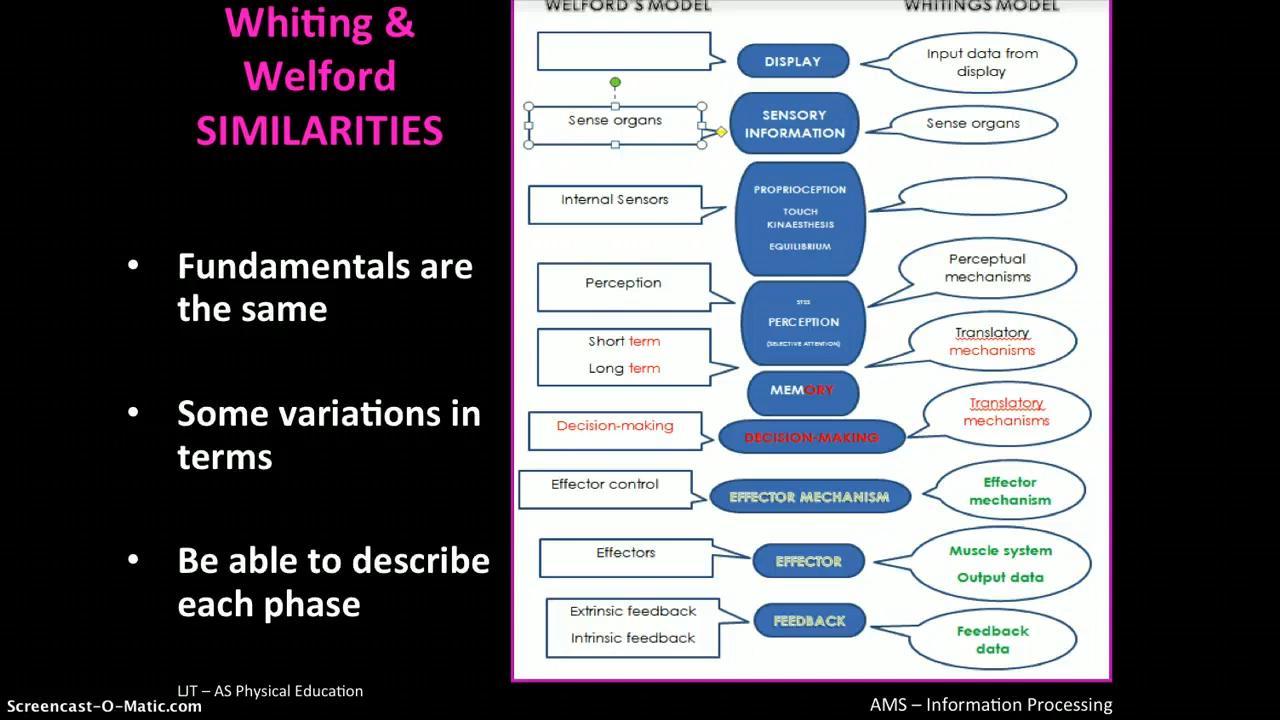 Whiting &
Welford
SIMILARITIES
• Fundamentals are
the same
• Some variations in
terms
• Be able to describe
each phase
LJT – AS Physical Education
Screencast-O-Matic.com
WELFORD'S MODEL
WHITINGS MODEL
DISPLAY
Input data from
display
Sense organs
SENSORY
INFORMATION
Sense organs
Internal Sensors
PROPRIOCEPTION
TOUCH
KINAESTHESIS
EQUILIBRIUM
Perception
STSS
PERCEPTION
(SELECTIVE ATTENTION)
Perceptual
mechanisms
Short term
Long term
MEMORY
Translatory
mechanisms
Decision-making
DECISION-MAKING
Translatory
mechanisms
Effector control
EFFECTOR MECHANISM
Effector
mechanism
Effectors
EFFECTOR
Muscle system
Output data
Extrinsic feedback
Intrinsic feedback
FEEDBACK
Feedback
data
AMS – Information Processing